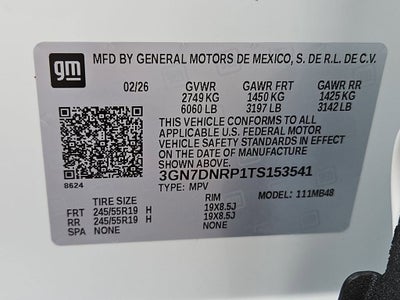 gm
MFD BY GENERAL MOTORS DE MEXICO, S. DE R.L. DE C.V.
02/26 GVWR GAWR FRT GAWR RR
2749 KG 1450 KG 1425 KG
6060 LB 3197 LB 3142 LB
THIS VEHICLE CONFORMS TO ALL
APPLICABLE U.S. FEDERAL MOTOR
VEHICLE SAFETY STANDARDS IN EFFECT
ON THE DATE OF MANUFACTURE
SHOWN ABOVE.
3GN7DNRP1TS153541
8624
TYPE: MPV
TIRE SIZE RIM MODEL: 111MB48
FRT 245/55R19 H 19X8.5J
RR 245/55R19 H 19X8.5J
SPA NONE NONE